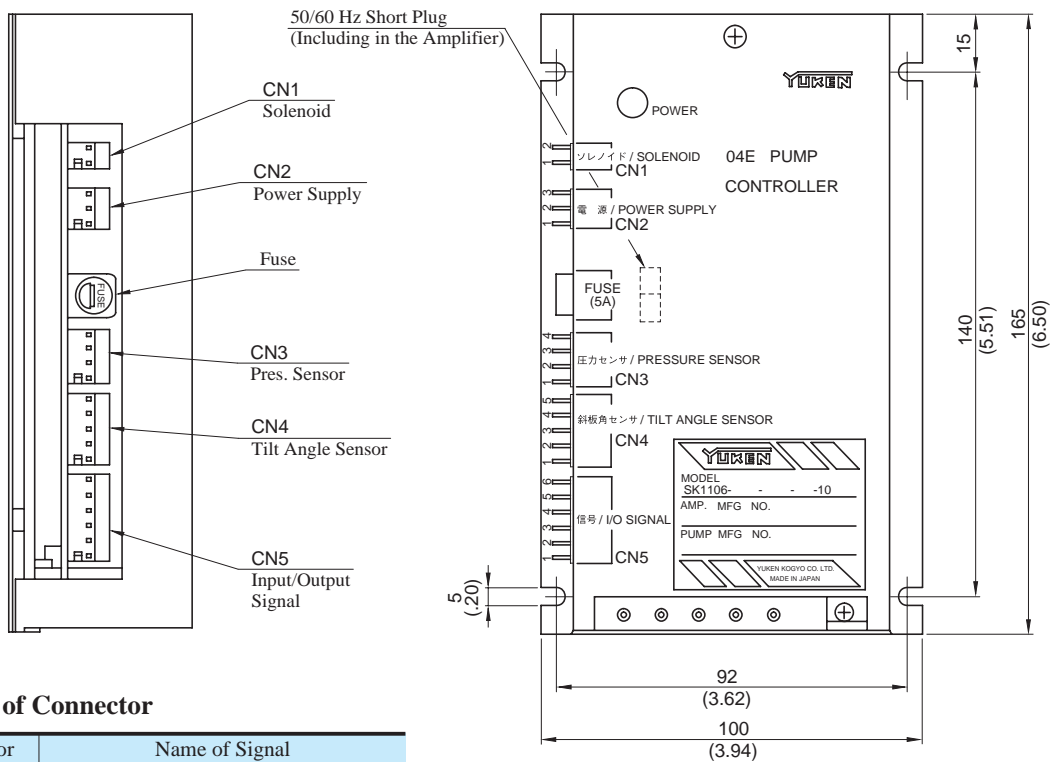 50/60 Hz Short Plug
(Including in the Amplifier)
CN1
Solenoid
CN2
Power Supply
Fuse
FUSE
CN3
Pres. Sensor
CN4
Tilt Angle Sensor
CN5
Input/Output
Signal
YUKEN
POWER
2
1
ソレノイド / SOLENOID
CN1
04E PUMP
CONTROLLER
3
2
1
電 源 / POWER SUPPLY
CN2
FUSE
(5A)
4
3
2
1
圧力センサ / PRESSURE SENSOR
CN3
5
4
3
2
1
斜板角センサ / TILT ANGLE SENSOR
CN4
6
5
4
3
2
1
信号 / I/O SIGNAL
CN5
YUKEN
MODEL
SK1106- - - -10
AMP. MFG NO.
PUMP MFG NO.
YUKEN KOGYO CO. LTD.
MADE IN JAPAN
15
140
(5.51)
165
(6.50)
5
(.20)
92
(3.62)
100
(3.94)
of Connector
or
Name of Signal